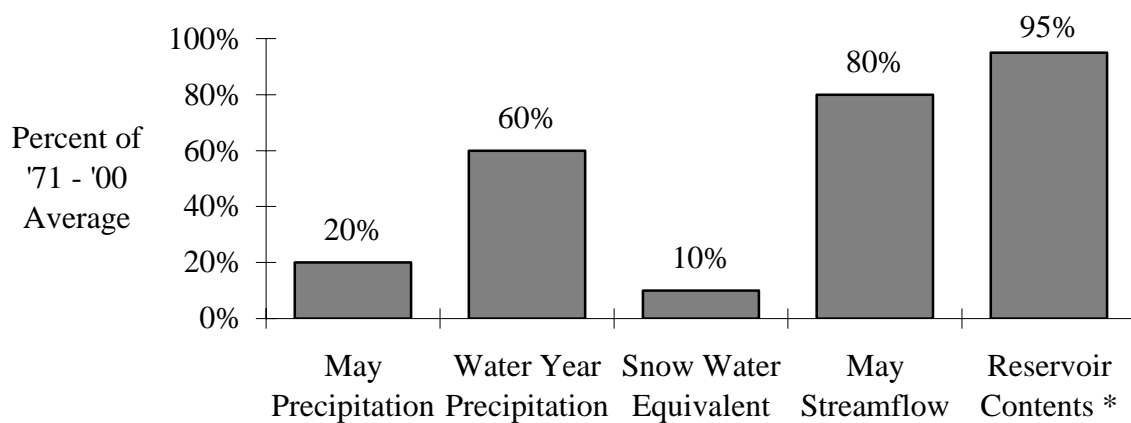 Percent of
'71 - '00
Average
100%
80%
60%
40%
20%
0%
20%
60%
10%
80%
95%
May
Precipitation
Water Year
Precipitation
Snow Water
Equivalent
May
Streamflow
Reservoir
Contents *